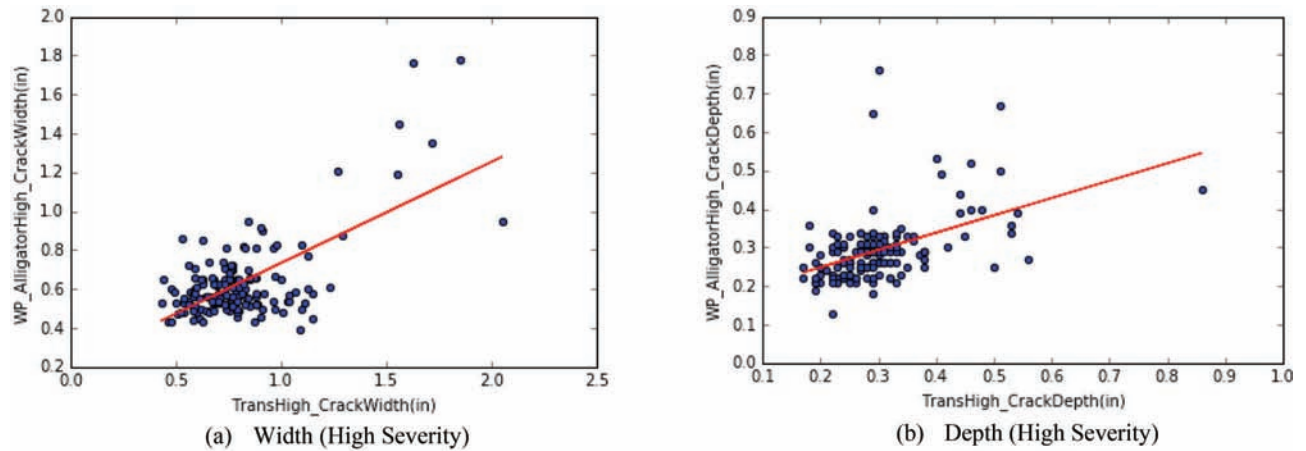 2.0
1.8
1.6
1.4
1.2
1.0
0.8
0.6
0.4
0.2
WP_AlligatorHigh_CrackWidth(in)
0.0 0.5 1.0 1.5 2.0 2.5
TransHigh_CrackWidth(in)
(a) Width (High Severity)
0.9
0.8
0.7
0.6
0.5
0.4
0.3
0.2
0.1
0.0
WP_AlligatorHigh_CrackDepth(in)
0.1 0.2 0.3 0.4 0.5 0.6 0.7 0.8 0.9 1.0
TransHigh_CrackDepth(in)
(b) Depth (High Severity)